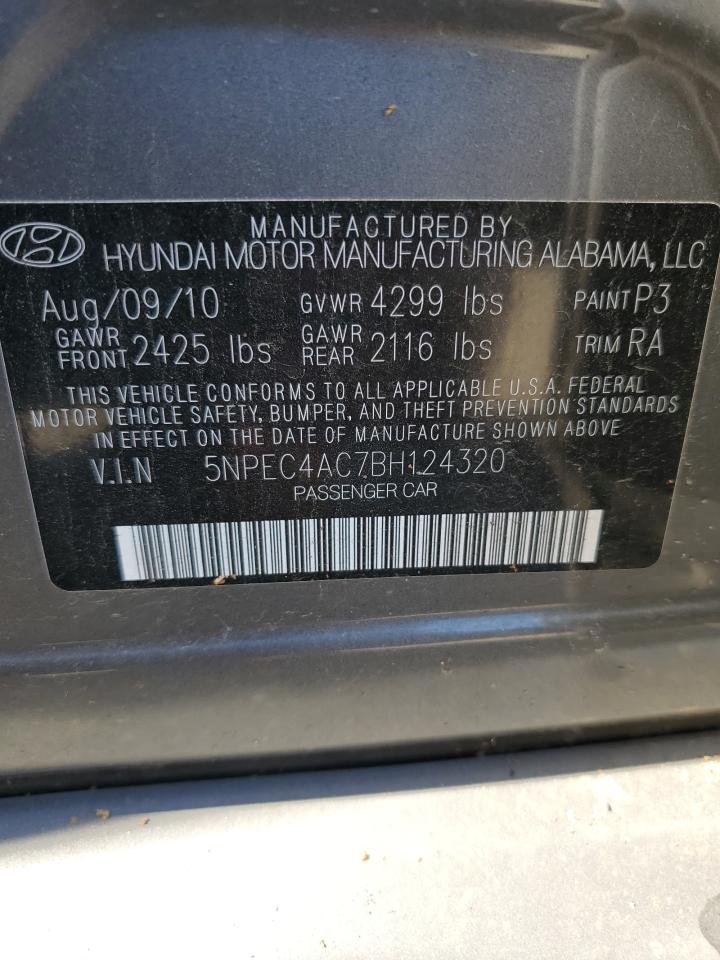 MANUFACTURED BY
HYUNDAI MOTOR MANUFACTURING ALABAMA, LLC
Aug/09/10 GVWR 4299 lbs PAINT P3
GAWR FRONT 2425 lbs GAWR REAR 2116 lbs TRIM RA
THIS VEHICLE CONFORMS TO ALL APPLICABLE U.S.A. FEDERAL
MOTOR VEHICLE SAFETY, BUMPER, AND THEFT PREVENTION STANDARDS
IN EFFECT ON THE DATE OF MANUFACTURE SHOWN ABOVE
V.I.N 5NPEC4AC7BH124320
PASSENGER CAR